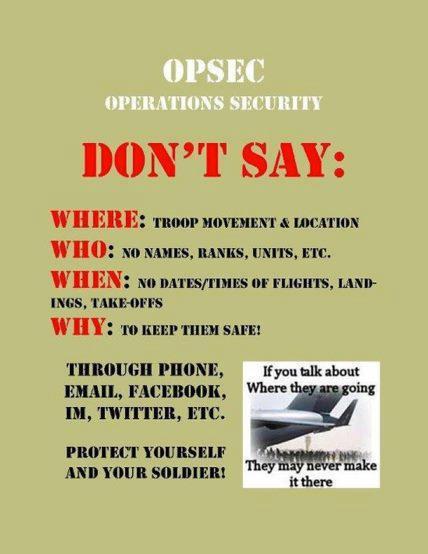 OPSEC
OPERATIONS SECURITY
DON'T SAY:
WHERE: TROOP MOVEMENT & LOCATION
WHO: NO NAMES, RANKS, UNITS, ETC.
WHEN: NO DATES/TIMES OF FLIGHTS, LAND-
INGS, TAKE-OFFS
WHY: TO KEEP THEM SAFE!
THROUGH PHONE,
EMAIL, FACEBOOK,
IM, TWITTER, ETC.
PROTECT YOURSELF
AND YOUR SOLDIER!
If you talk about
Where they are going
They may never make
it there